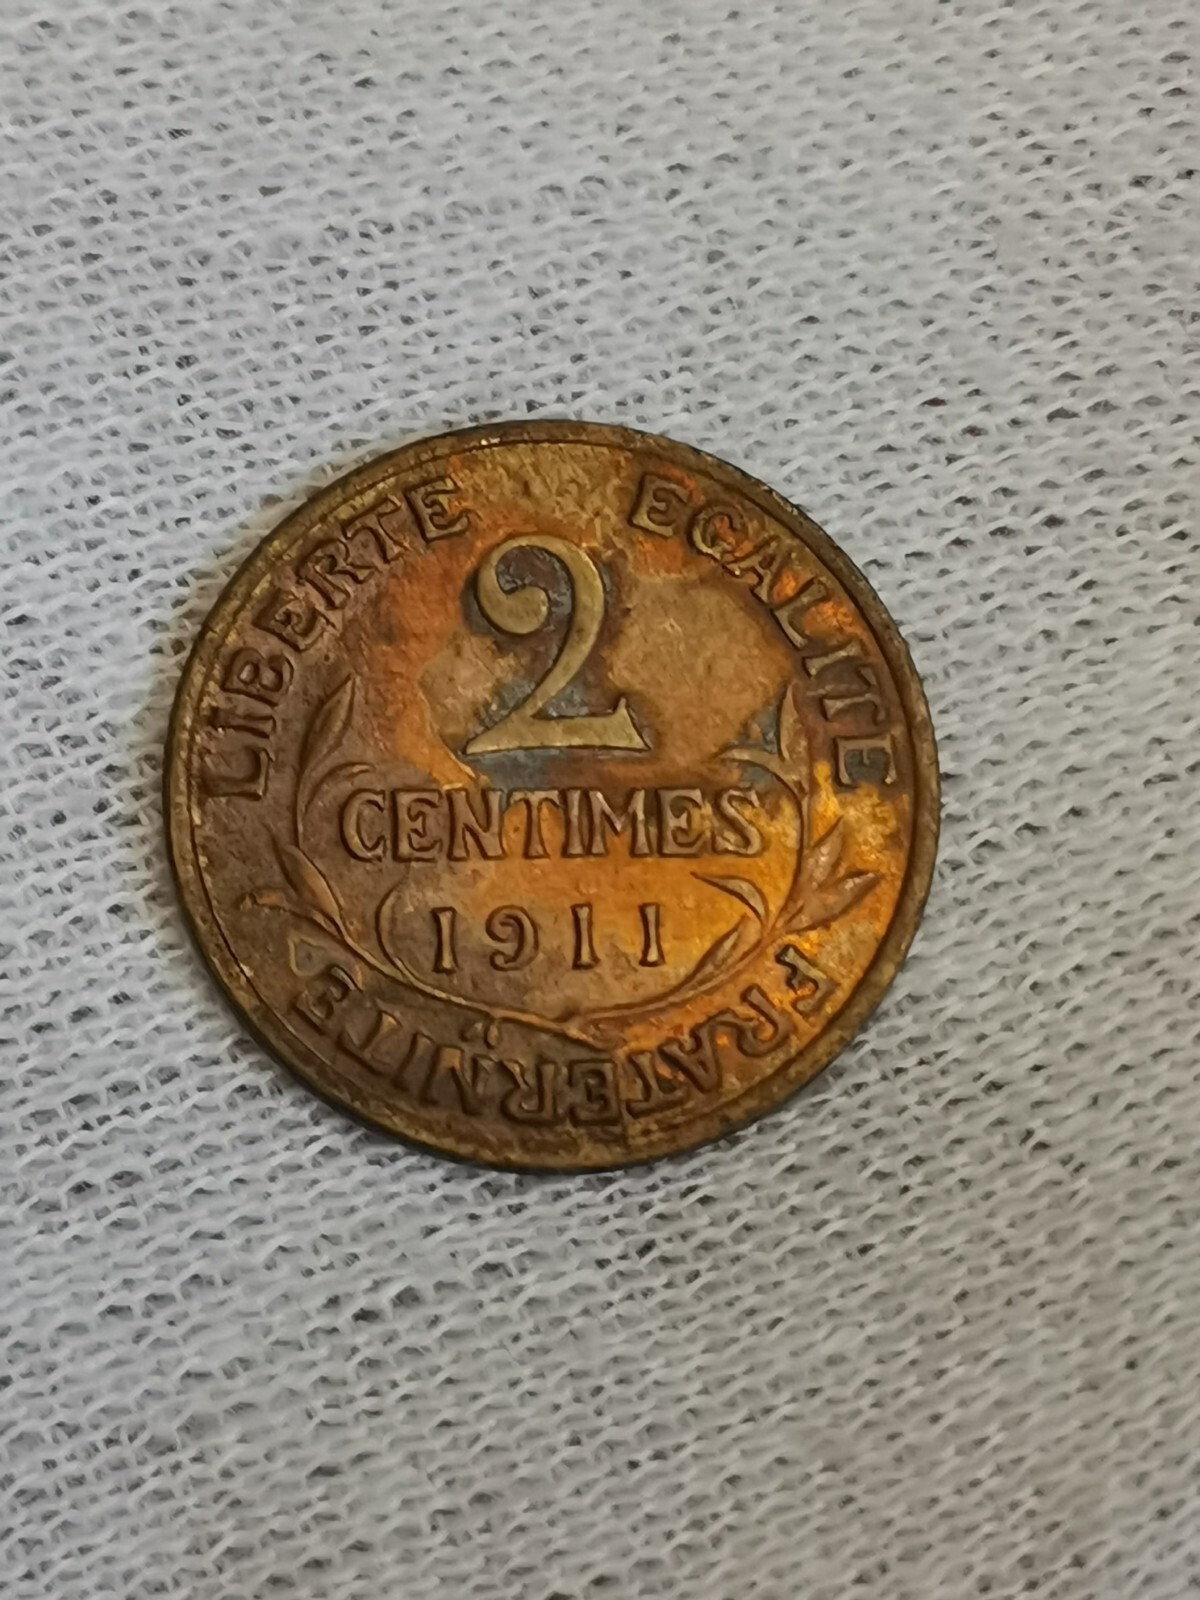 LIBERTE EGALITE FRATERNITE
2
CENTIMES
1911